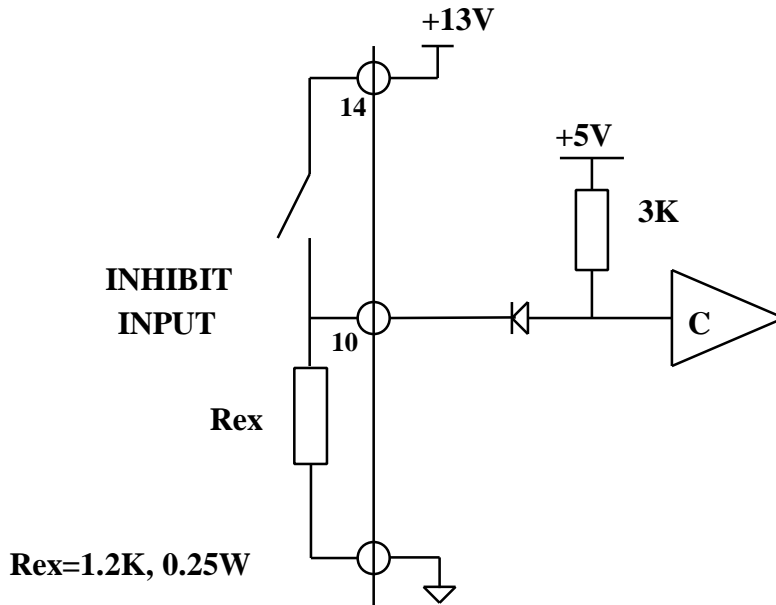 +13V
14
+5V
3K
INHIBIT
INPUT
10
C
Rex
Rex=1.2K, 0.25W